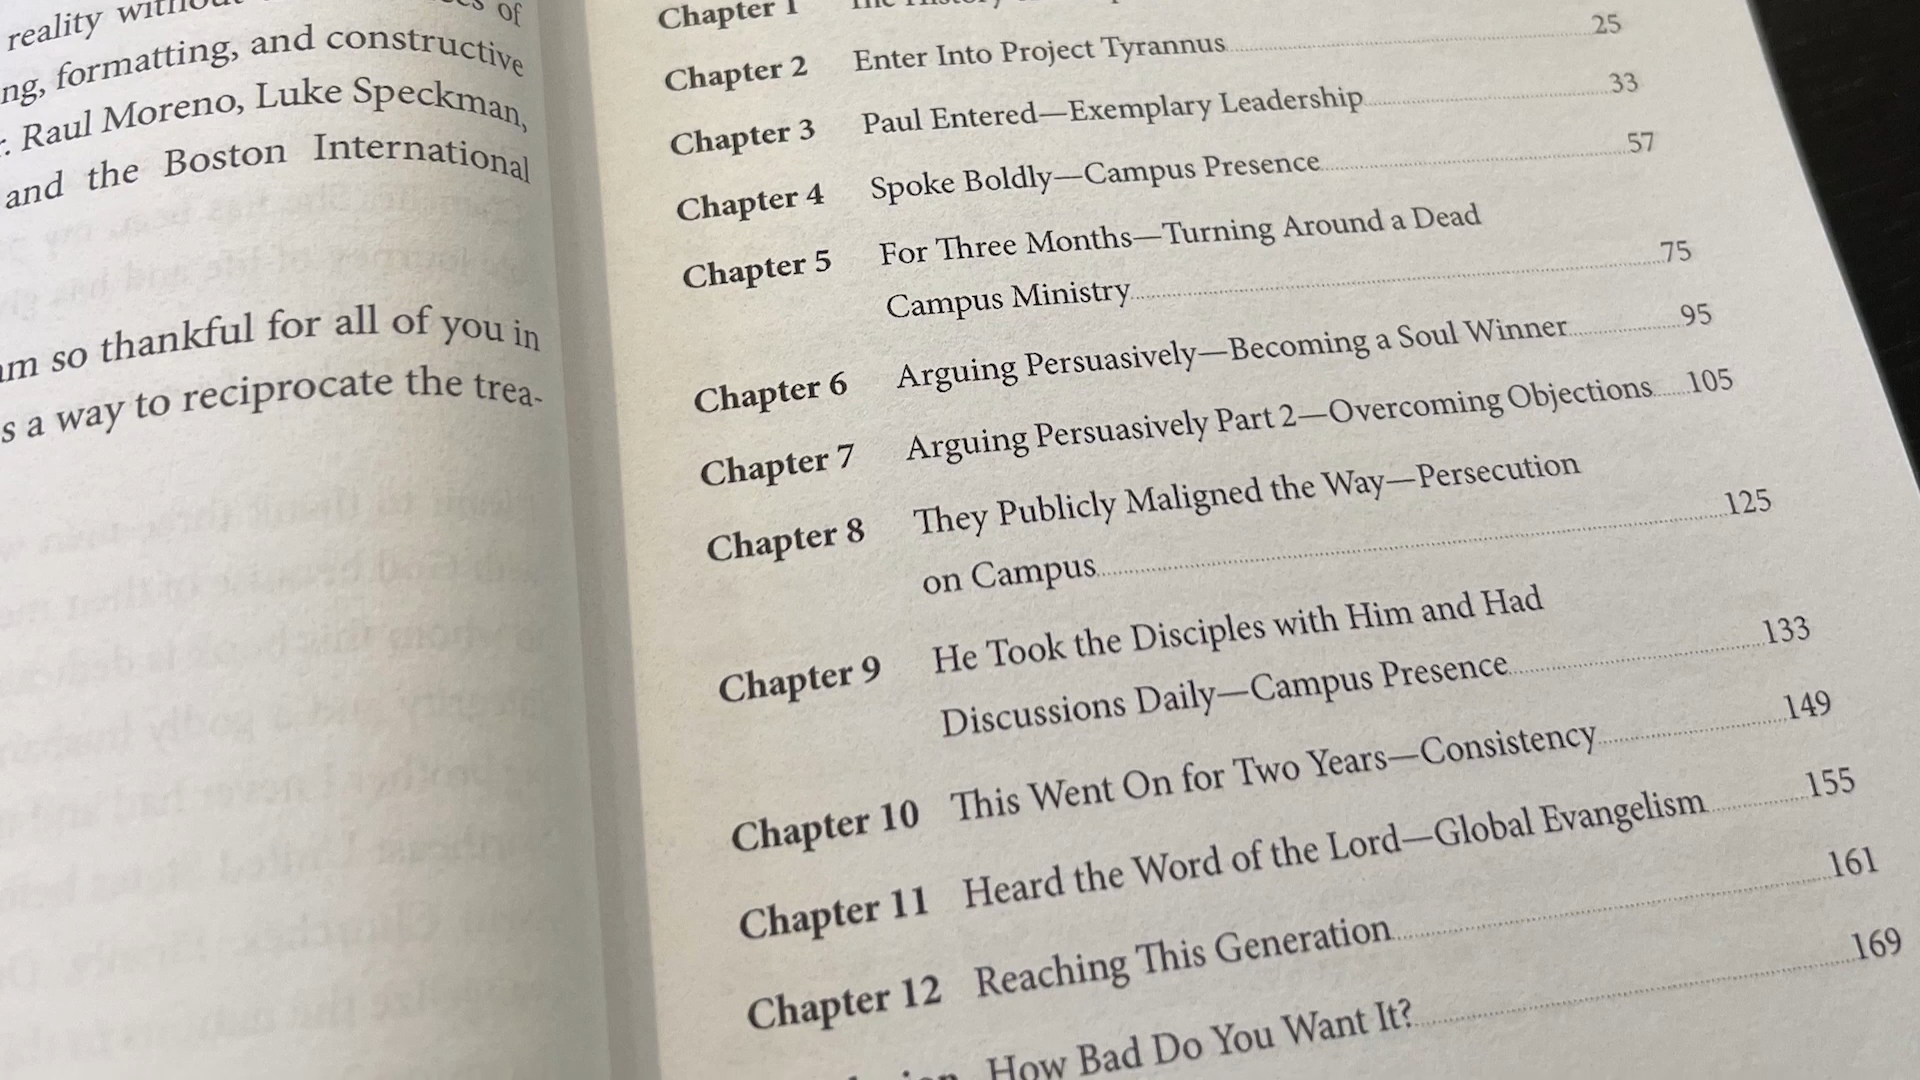 reality without
of
ng, formatting, and constructive
r. Raul Moreno, Luke Speckman,
and the Boston International
am so thankful for all of you in
s a way to reciprocate the trea-
Chapter 1
Chapter 2 Enter Into Project Tyrannus 25
Chapter 3 Paul Entered—Exemplary Leadership 33
Chapter 4 Spoke Boldly—Campus Presence 57
Chapter 5 For Three Months—Turning Around a Dead
Campus Ministry 75
Chapter 6 Arguing Persuasively—Becoming a Soul Winner 95
Chapter 7 Arguing Persuasively Part 2—Overcoming Objections 105
Chapter 8 They Publicly Maligned the Way—Persecution
on Campus 125
Chapter 9 He Took the Disciples with Him and Had
Discussions Daily—Campus Presence 133
Chapter 10 This Went On for Two Years—Consistency 149
Chapter 11 Heard the Word of the Lord—Global Evangelism 155
Chapter 12 Reaching This Generation 161
How Bad Do You Want It? 169